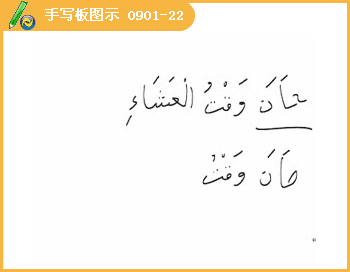 手写板图示 0901-22
حَانَ وَقْتُ الْعَشَاءِ
حَانَ وَقْتُ